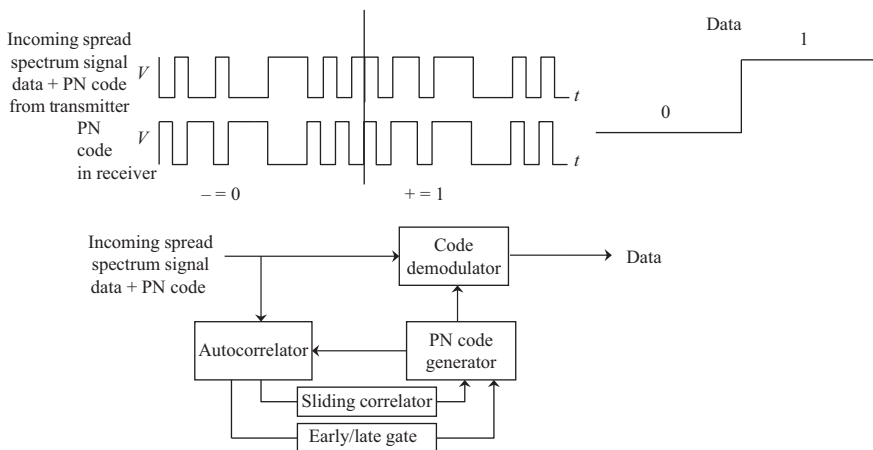 Incoming spread
spectrum signal
data + PN code
from transmitter
V
t
PN
code
in receiver
V
t
– = 0
+ = 1
Data
0
1
Incoming spread
spectrum signal
data + PN code
Code
demodulator
Data
Autocorrelator
PN code
generator
Sliding correlator
Early/late gate